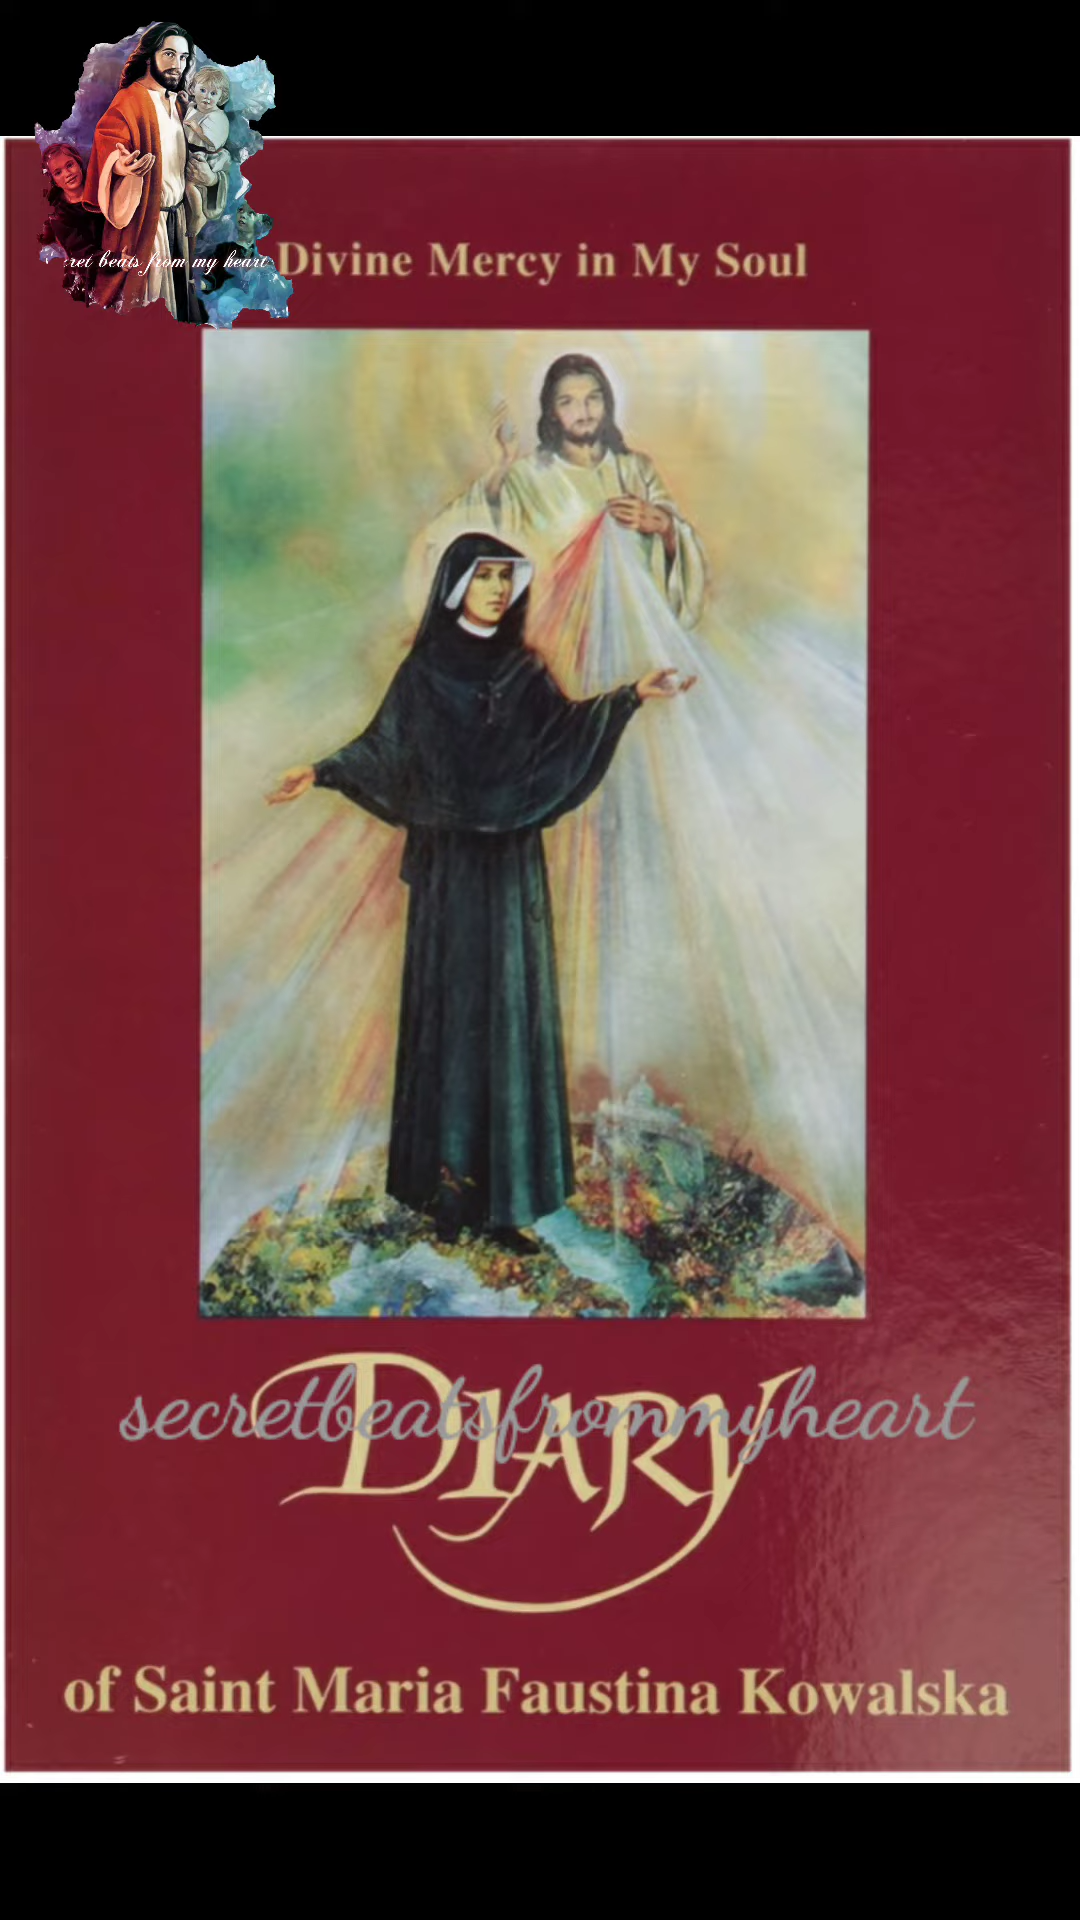 ret beats from my heart
Divine Mercy in My Soul
secretbeatsfrommyheart
DIARY
of Saint Maria Faustina Kowalska